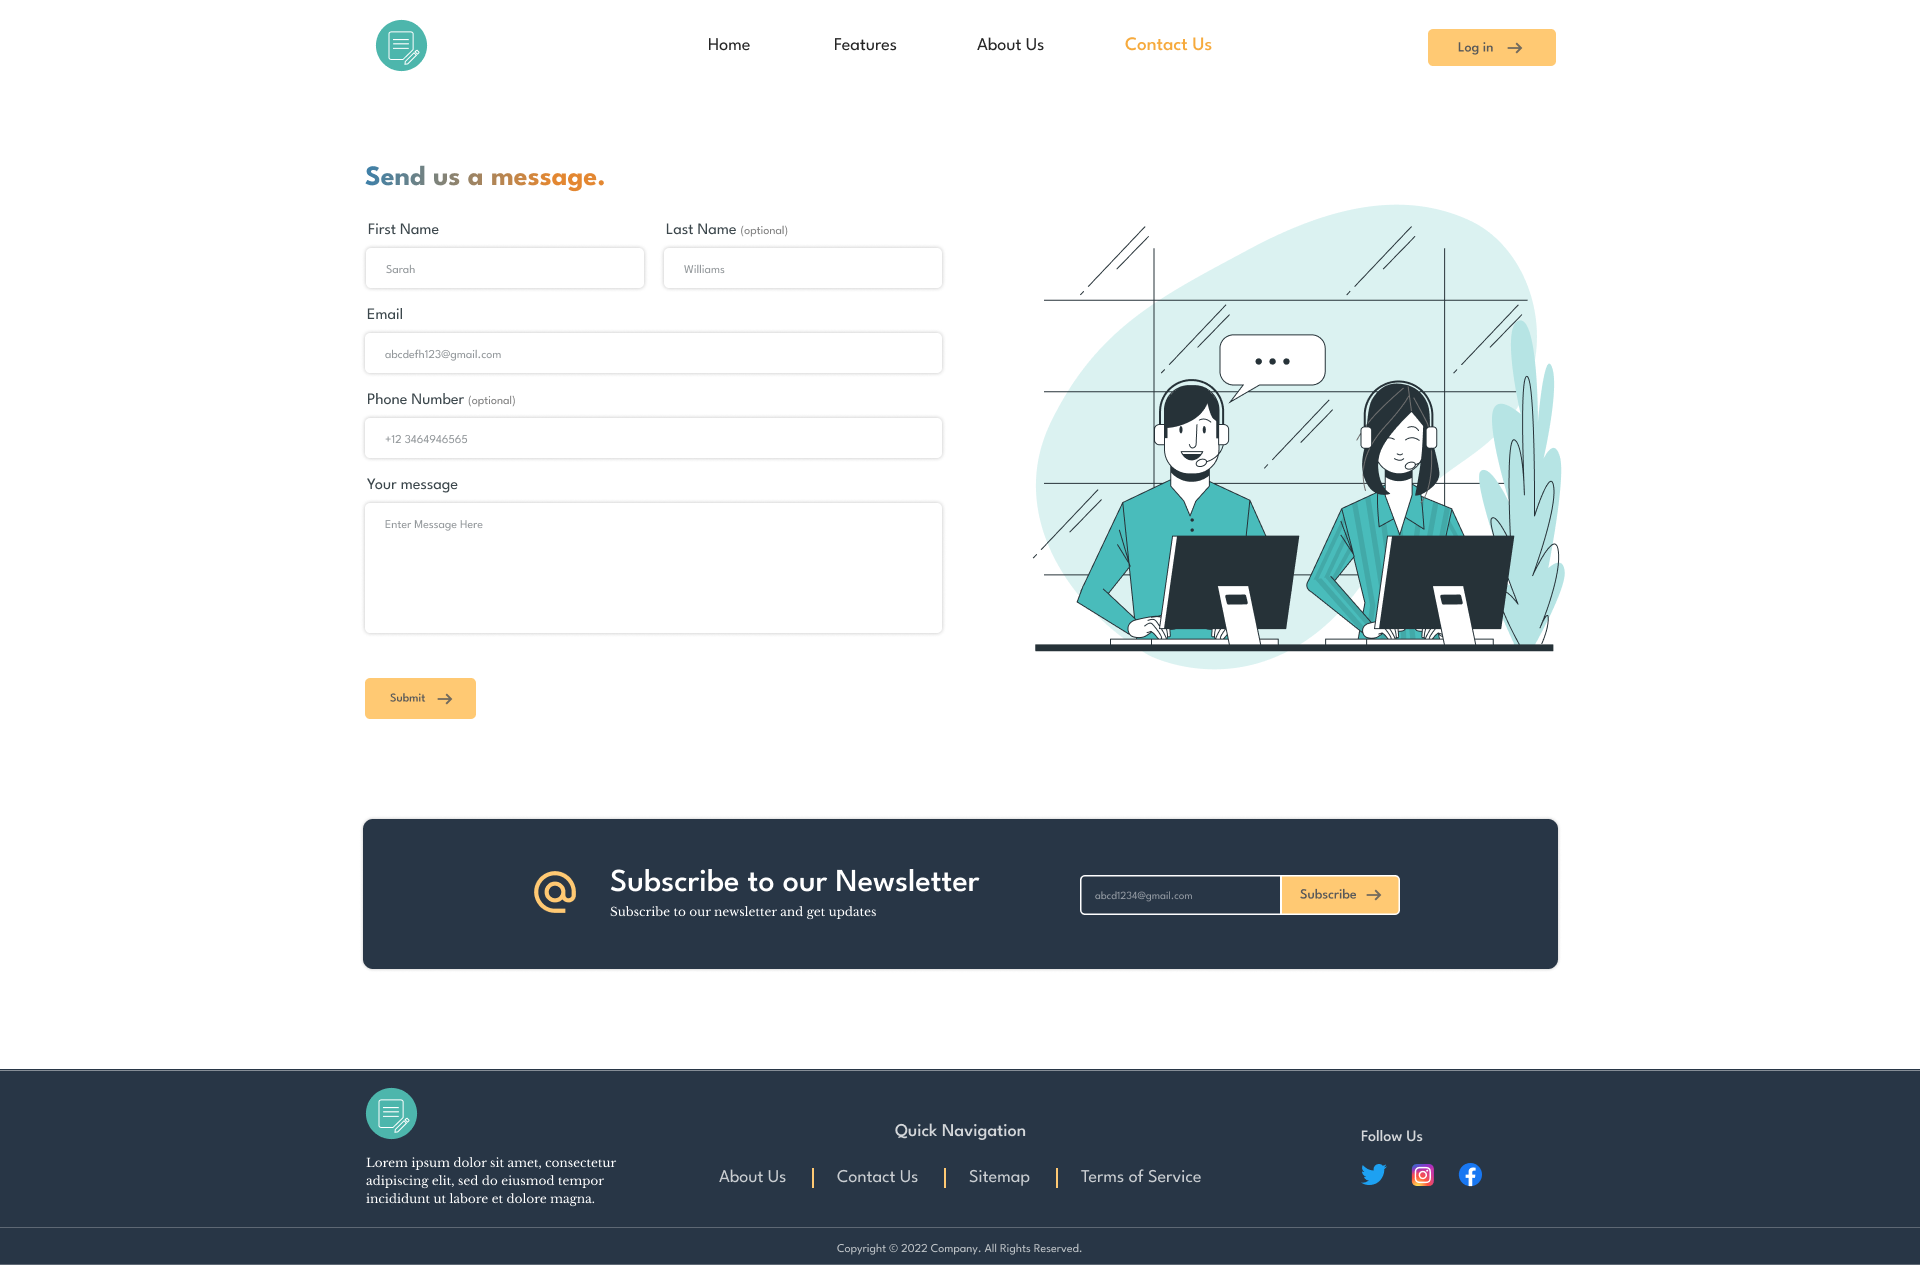 Home Features About Us Contact Us Log in
Send us a message.
First Name Last Name (optional)
Sarah Williams
Email
abcdefh123@gmail.com
Phone Number (optional)
+12 3464946565
Your message
Enter Message Here
Submit
Subscribe to our Newsletter
Subscribe to our newsletter and get updates
abcd1234@gmail.com Subscribe
Quick Navigation
Follow Us
Lorem ipsum dolor sit amet, consectetur
adipiscing elit, sed do eiusmod tempor
incididunt ut labore et dolore magna.
About Us Contact Us Sitemap Terms of Service
Copyright © 2022 Company. All Rights Reserved.